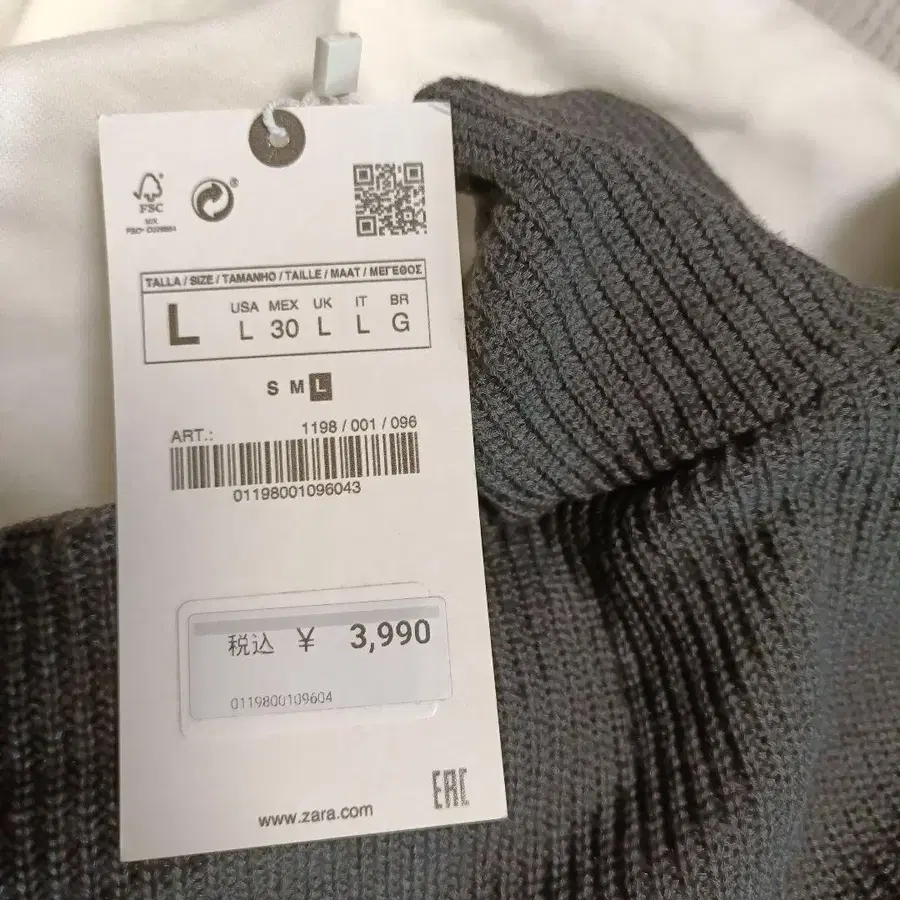 FSC
MIX
TALLA / SIZE / TAMANHO / TAILLE / MAAT / ΜΕΓΕΘΟΣ
L
USA MEX UK IT BR
L 30 L L G
S M L
ART.: 1198 / 001 / 096
01198001096043
税込 ¥ 3,990
0119800109604
www.zara.com
EAC